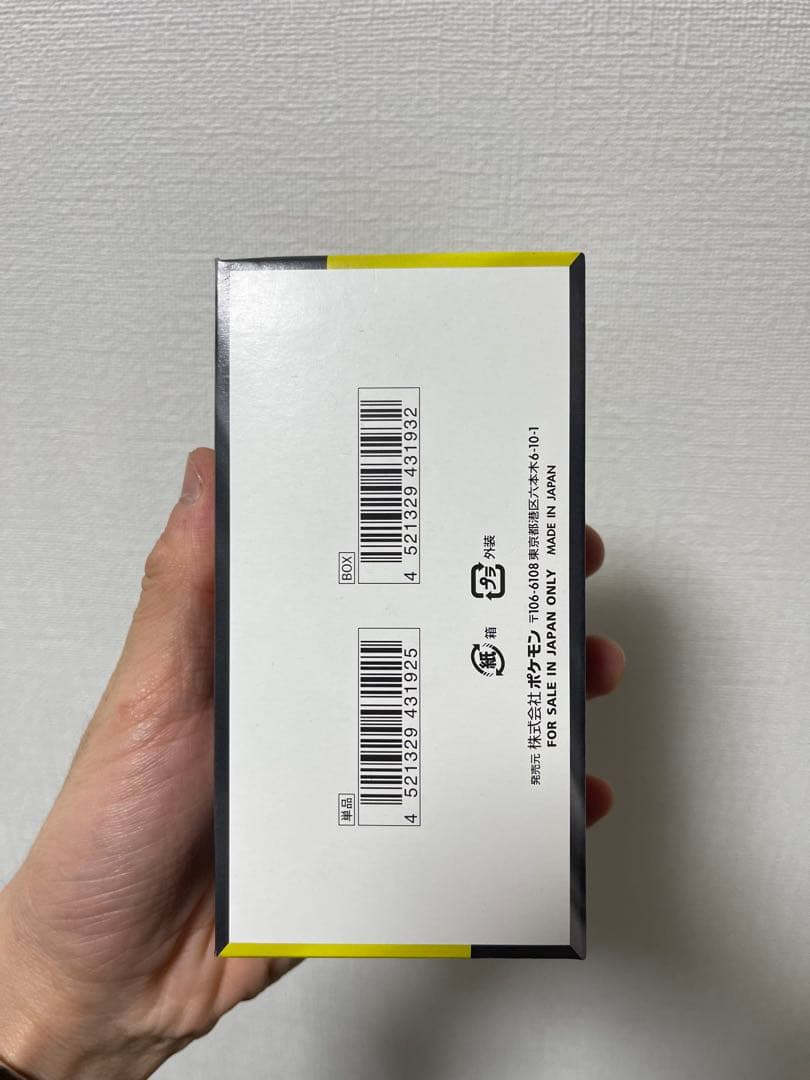 単品
4 521329 431925
BOX
4 521329 431932
紙 箱 プラ 外装
発売元 株式会社 ポケモン 〒106-6108 東京都港区六本木6-10-1
FOR SALE IN JAPAN ONLY MADE IN JAPAN